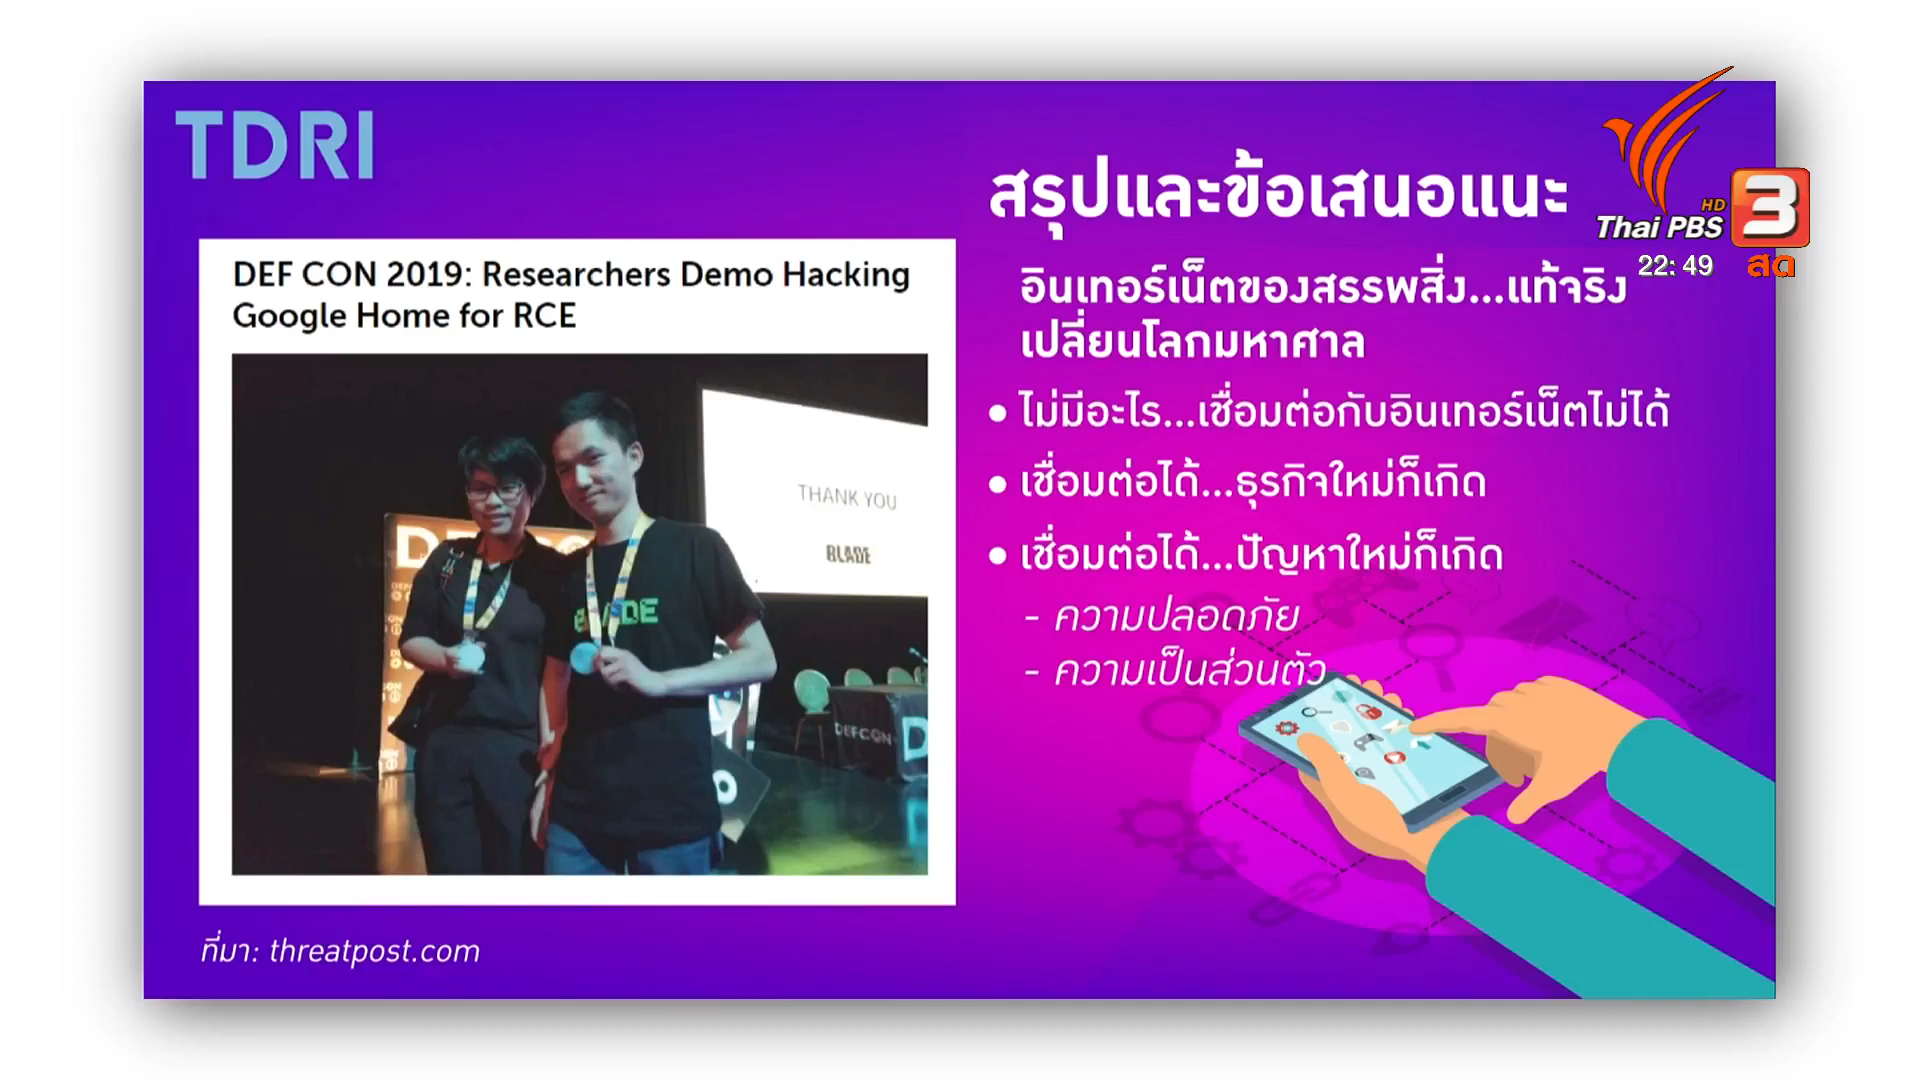 TDRI
DEF CON 2019: Researchers Demo Hacking
Google Home for RCE
THANK YOU
BLADE
DEFCON
BLADE
DEFCON
D
ที่มา: threatpost.com
สรุปและข้อเสนอแนะ
อินเทอร์เน็ตของสรรพสิ่ง...แท้จริง
เปลี่ยนโลกมหาศาล
• ไม่มีอะไร...เชื่อมต่อกับอินเทอร์เน็ตไม่ได้
• เชื่อมต่อได้...ธุรกิจใหม่ก็เกิด
• เชื่อมต่อได้...ปัญหาใหม่ก็เกิด
- ความปลอดภัย
- ความเป็นส่วนตัว
Thai PBS HD 3
22:49 สด